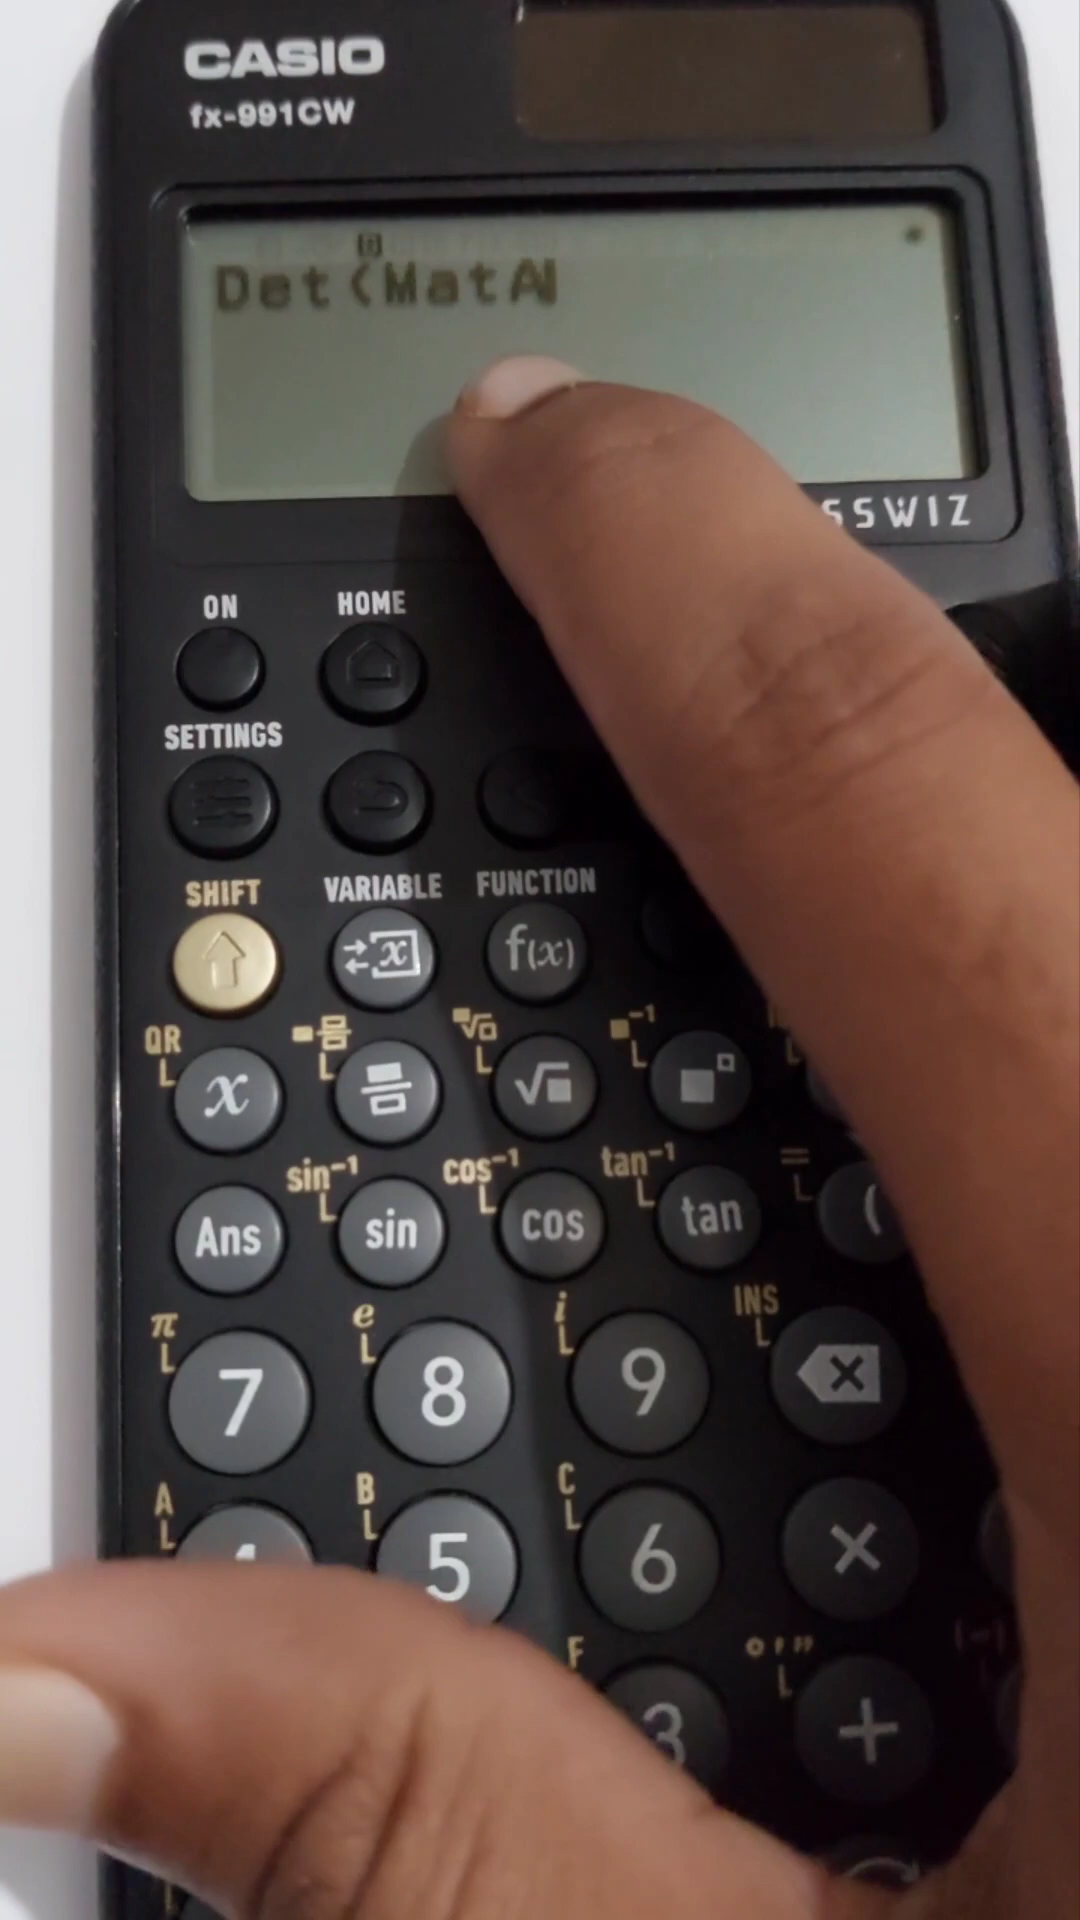 CASIO
fx-991CW
Det(MatA
SSWIZ
ON HOME
SETTINGS
SHIFT VARIABLE FUNCTION
x f(x)
QR
x √
sin⁻¹ cos⁻¹ tan⁻¹ =
Ans sin cos tan (
π e i INS
7 8 9
A B C
5 6 ×
F
3 +